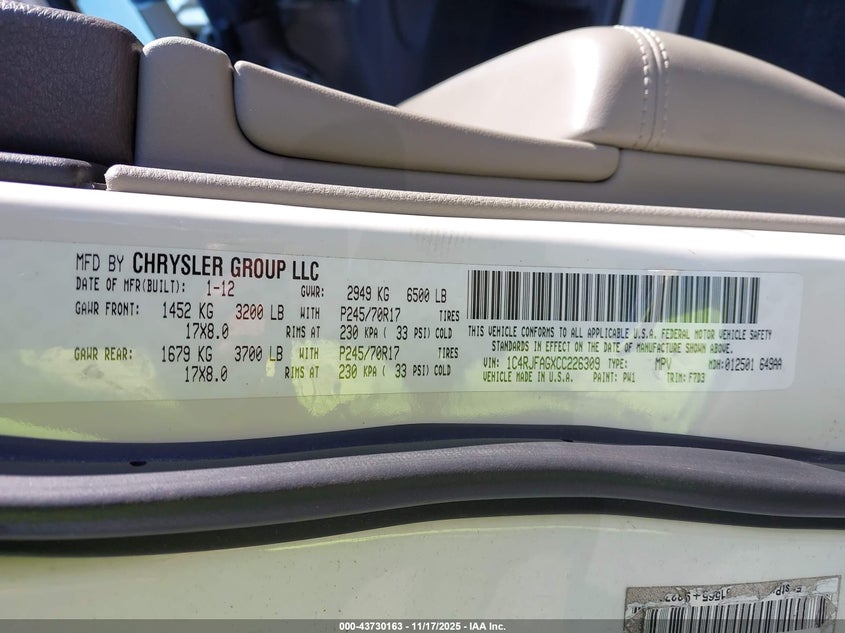 MFD BY CHRYSLER GROUP LLC
DATE OF MFR(BUILT): 1-12 GVWR: 2949 KG 6500 LB
GAWR FRONT: 1452 KG 3200 LB WITH P245/70R17 TIRES
17X8.0 RIMS AT 230 KPA ( 33 PSI) COLD
GAWR REAR: 1679 KG 3700 LB WITH P245/70R17 TIRES
17X8.0 RIMS AT 230 KPA ( 33 PSI) COLD
THIS VEHICLE CONFORMS TO ALL APPLICABLE U.S.A. FEDERAL MOTOR VEHICLE SAFETY
STANDARDS IN EFFECT ON THE DATE OF MANUFACTURE SHOWN ABOVE.
VIN: 1C4RJFAGXCC226309 TYPE: MPV MDH: 012501 649AA
VEHICLE MADE IN U.S.A. PAINT: PW1 TRIM: F7D3
000-43730163 - 11/17/2025 - IAA Inc.